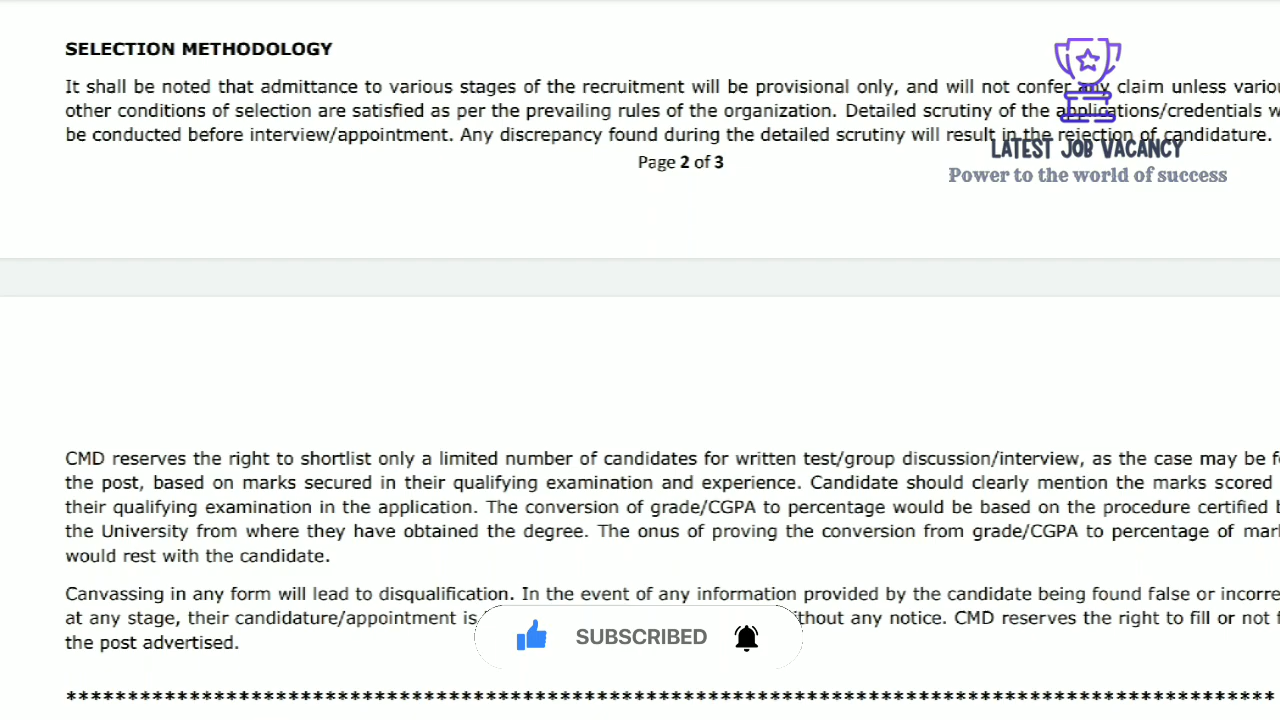 SELECTION METHODOLOGY
It shall be noted that admittance to various stages of the recruitment will be provisional only, and will not confer any claim unless
other conditions of selection are satisfied as per the prevailing rules of the organization. Detailed scrutiny of the applications/credentials
be conducted before interview/appointment. Any discrepancy found during the detailed scrutiny will result in the rejection of candidature.
LATEST JOB VACANCY
Page 2 of 3
Power to the world of success
CMD reserves the right to shortlist only a limited number of candidates for written test/group discussion/interview, as the case may be
the post, based on marks secured in their qualifying examination and experience. Candidate should clearly mention the marks scored
their qualifying examination in the application. The conversion of grade/CGPA to percentage would be based on the procedure certified
the University from where they have obtained the degree. The onus of proving the conversion from grade/CGPA to percentage of
would rest with the candidate.
Canvassing in any form will lead to disqualification. In the event of any information provided by the candidate being found false or
at any stage, their candidature/appointment is any notice. CMD reserves the right to fill or not
the post advertised.
SUBSCRIBED
****************************************************************************************************